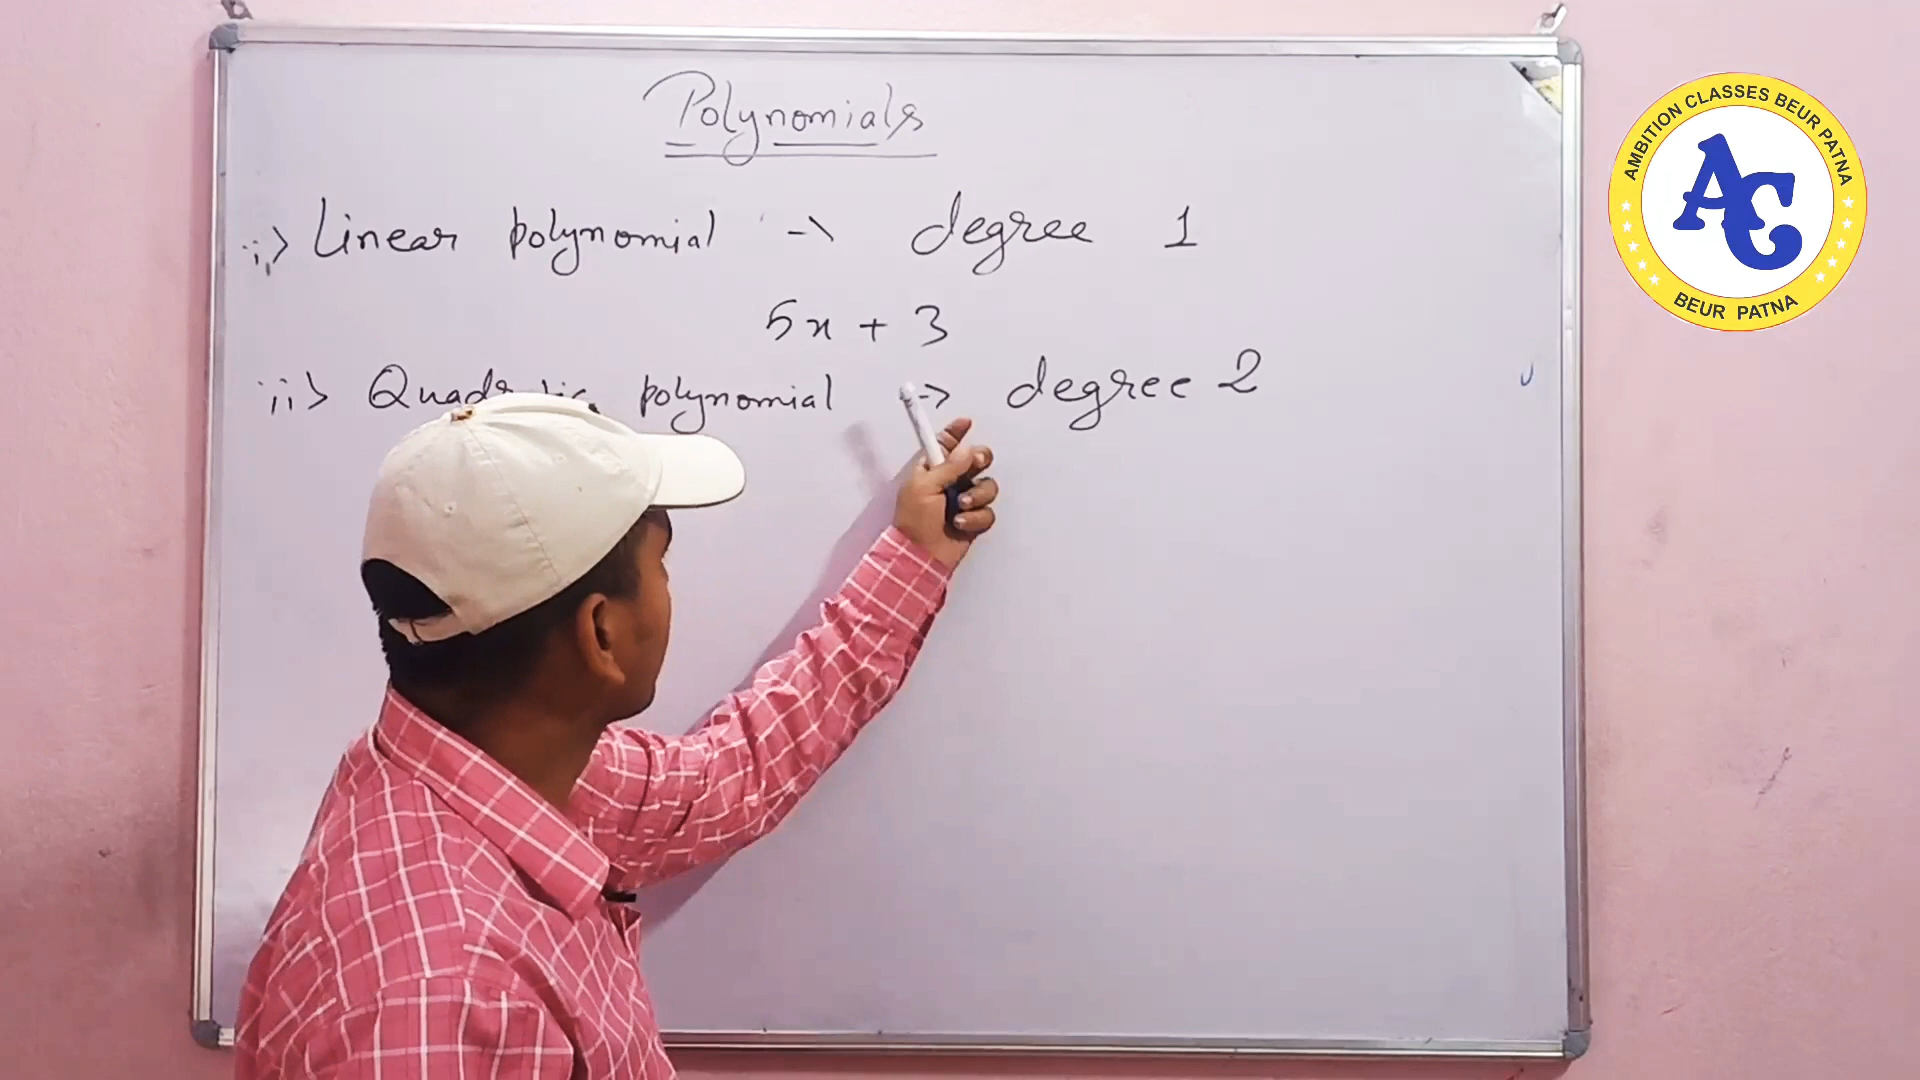 Polynomials
i) Linear polynomial -> degree 1
5x + 3
ii) Quadratic polynomial -> degree 2
AMBITION CLASSES BEUR PATNA
AC
BEUR PATNA